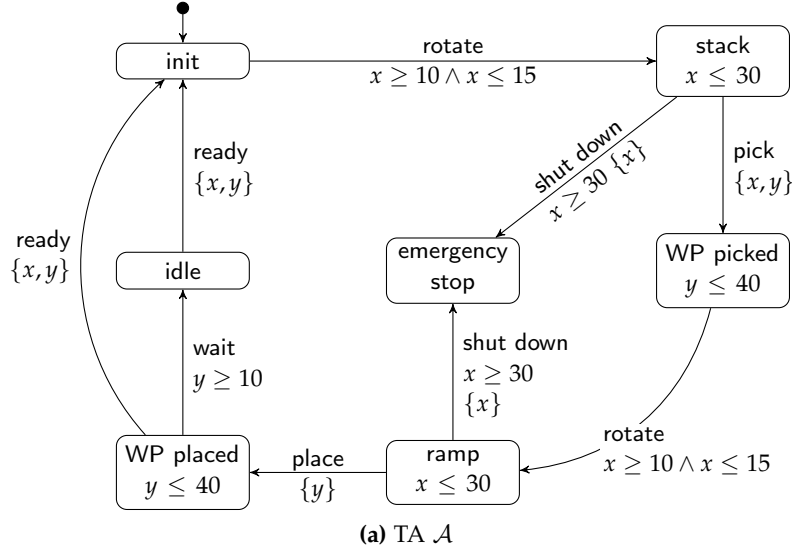 init
rotate
x ≥ 10 ∧ x ≤ 15
stack
x ≤ 30
ready
{x, y}
shut down
x ≥ 30 {x}
pick
{x, y}
ready
{x, y}
idle
emergency
stop
WP picked
y ≤ 40
wait
y ≥ 10
shut down
x ≥ 30
{x}
rotate
x ≥ 10 ∧ x ≤ 15
WP placed
y ≤ 40
place
{y}
ramp
x ≤ 30
(a) TA 𝒜